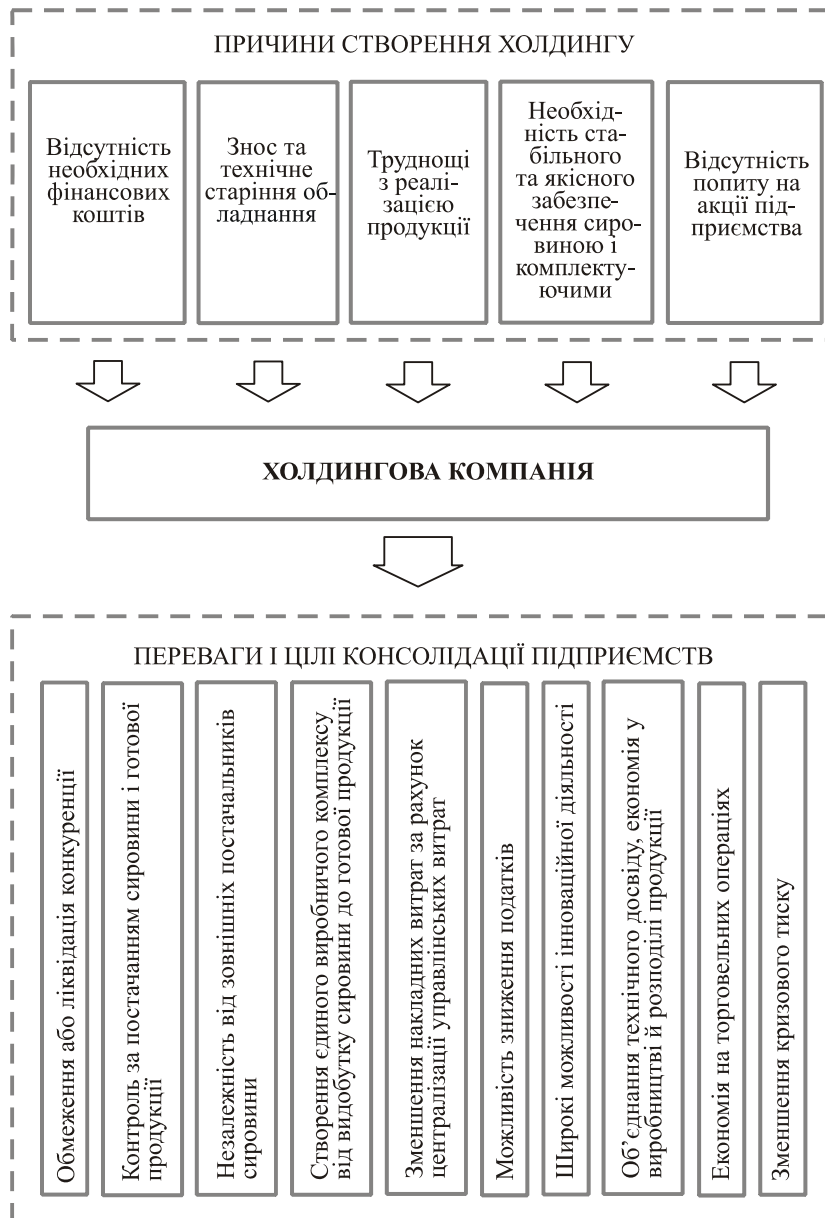 ПРИЧИНИ СТВОРЕННЯ ХОЛДИНГУ
Відсутність
необхідних
фінансових
коштів
Знос та
технічне
старіння об-
ладнання
Труднощі
з реалі-
зацією
продукції
Необхід-
ність ста-
більного
та якісного
забезпе-
чення сиро-
виною і
комплекту-
ючими
Відсутність
попиту на
акції під-
приємства
ХОЛДИНГОВА КОМПАНІЯ
ПЕРЕВАГИ І ЦІЛІ КОНСОЛІДАЦІЇ ПІДПРИЄМСТВ
Обмеження або ліквідація конкуренції
Контроль за постачанням сировини і готової
продукції
Незалежність від зовнішніх постачальників
сировини
Створення єдиного виробничого комплексу
від видобутку сировини до готової продукції
Зменшення накладних витрат за рахунок
централізації управлінських витрат
Можливість зниження податків
Широкі можливості інноваційної діяльності
Об’єднання технічного досвіду, економія у
виробництві й розподілі продукції
Економія на торговельних операціях
Зменшення кризового тиску